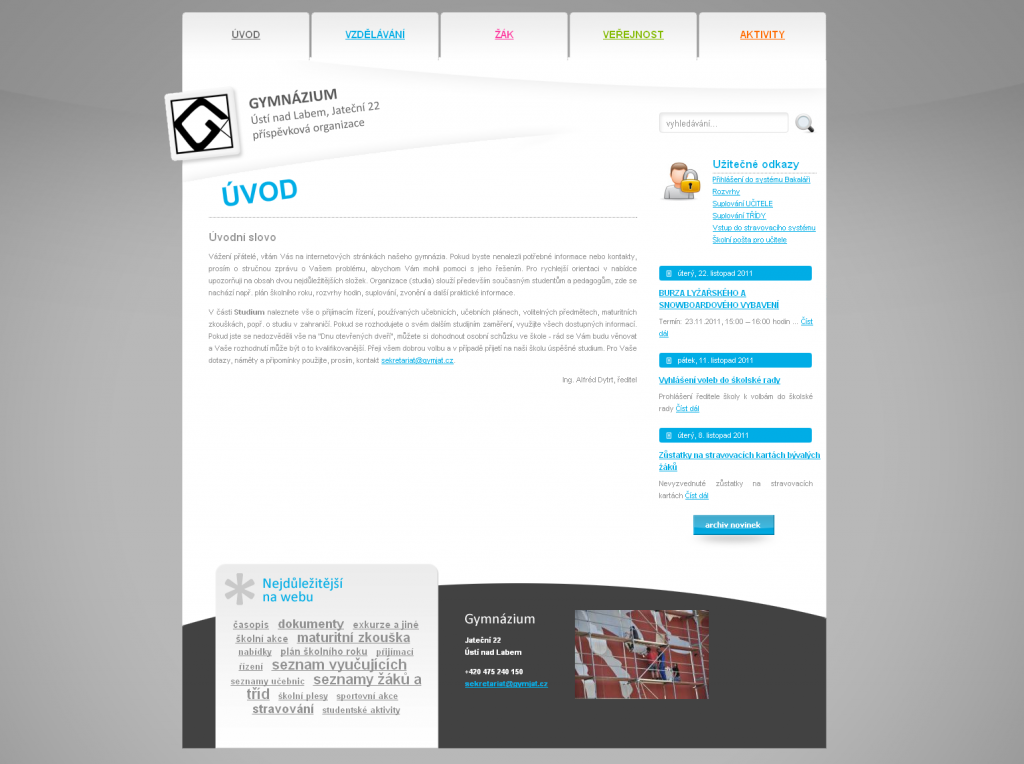 ÚVOD
VZDĚLÁVÁNÍ
ŽÁK
VEŘEJNOST
AKTIVITY
GYMNÁZIUM
Ústí nad Labem, Jateční 22
příspěvková organizace
vyhledávání...
ÚVOD
Úvodní slovo
Vážení přátelé, vítám Vás na internetových stránkách našeho gymnázia. Pokud byste nenalezli potřebné informace nebo kontakty,
prosím o stručnou zprávu o Vašem problému, abychom Vám mohli pomoci s jeho řešením. Pro rychlejší orientaci v nabídce
upozorňuji na obsah dvou nejdůležitějších složek. Organizace (studia) slouží především současným studentům a pedagogům, zde se
nachází např. plán školního roku, rozvrhy hodin, suplování, zvonění a další praktické informace.
V části Studium naleznete vše o přijímacím řízení, používaných učebnicích, učebních plánech, volitelných předmětech, maturitních
zkouškách, popř. o studiu v zahraničí. Pokud se rozhodujete o svém dalším studijním zaměření, využijte všech dostupných informací.
Pokud jste se nedozvěděli vše na "Dnu otevřených dveří", můžete si dohodnout osobní schůzku ve škole - rád se Vám budu věnovat
a Vaše rozhodnutí může být o to kvalifikovanější. Přeji všem dobrou volbu a v případě přijetí na naši školu úspěšné studium. Pro Vaše
dotazy, náměty a připomínky použijte, prosím, kontakt sekretariat@gymjat.cz.
Ing. Alfréd Dytrt, ředitel
Užitečné odkazy
Přihlášení do systému Bakaláři
Rozvrhy
Suplování UČITELE
Suplování TŘÍDY
Vstup do stravovacího systému
Školní pošta pro učitele
úterý, 22. listopad 2011
BURZA LYŽAŘSKÉHO A
SNOWBOARDOVÉHO VYBAVENÍ
Termín: 23.11.2011, 15:00 – 16:00 hodin ... Číst
dál
pátek, 11. listopad 2011
Vyhlášení voleb do školské rady
Prohlášení ředitele školy k volbám do školské
rady Číst dál
úterý, 8. listopad 2011
Zůstatky na stravovacích kartách bývalých
žáků
Nevyzvednuté zůstatky na stravovacích
kartách Číst dál
archiv novinek
Nejdůležitější
na webu
časopis dokumenty exkurze a jiné
školní akce maturitní zkouška
nabídky plán školního roku přijímací
řízení seznam vyučujících
seznamy učebnic seznamy žáků a
tříd školní plesy sportovní akce
stravování studentské aktivity
Gymnázium
Jateční 22
Ústí nad Labem
+420 475 240 150
sekretariat@gymjat.cz